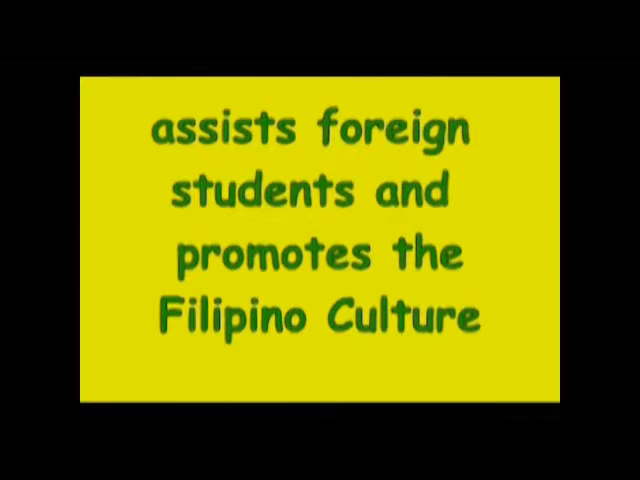 assists foreign
students and
promotes the
Filipino Culture